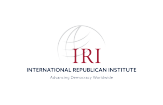 IRI
INTERNATIONAL REPUBLICAN INSTITUTE
Advancing Democracy Worldwide